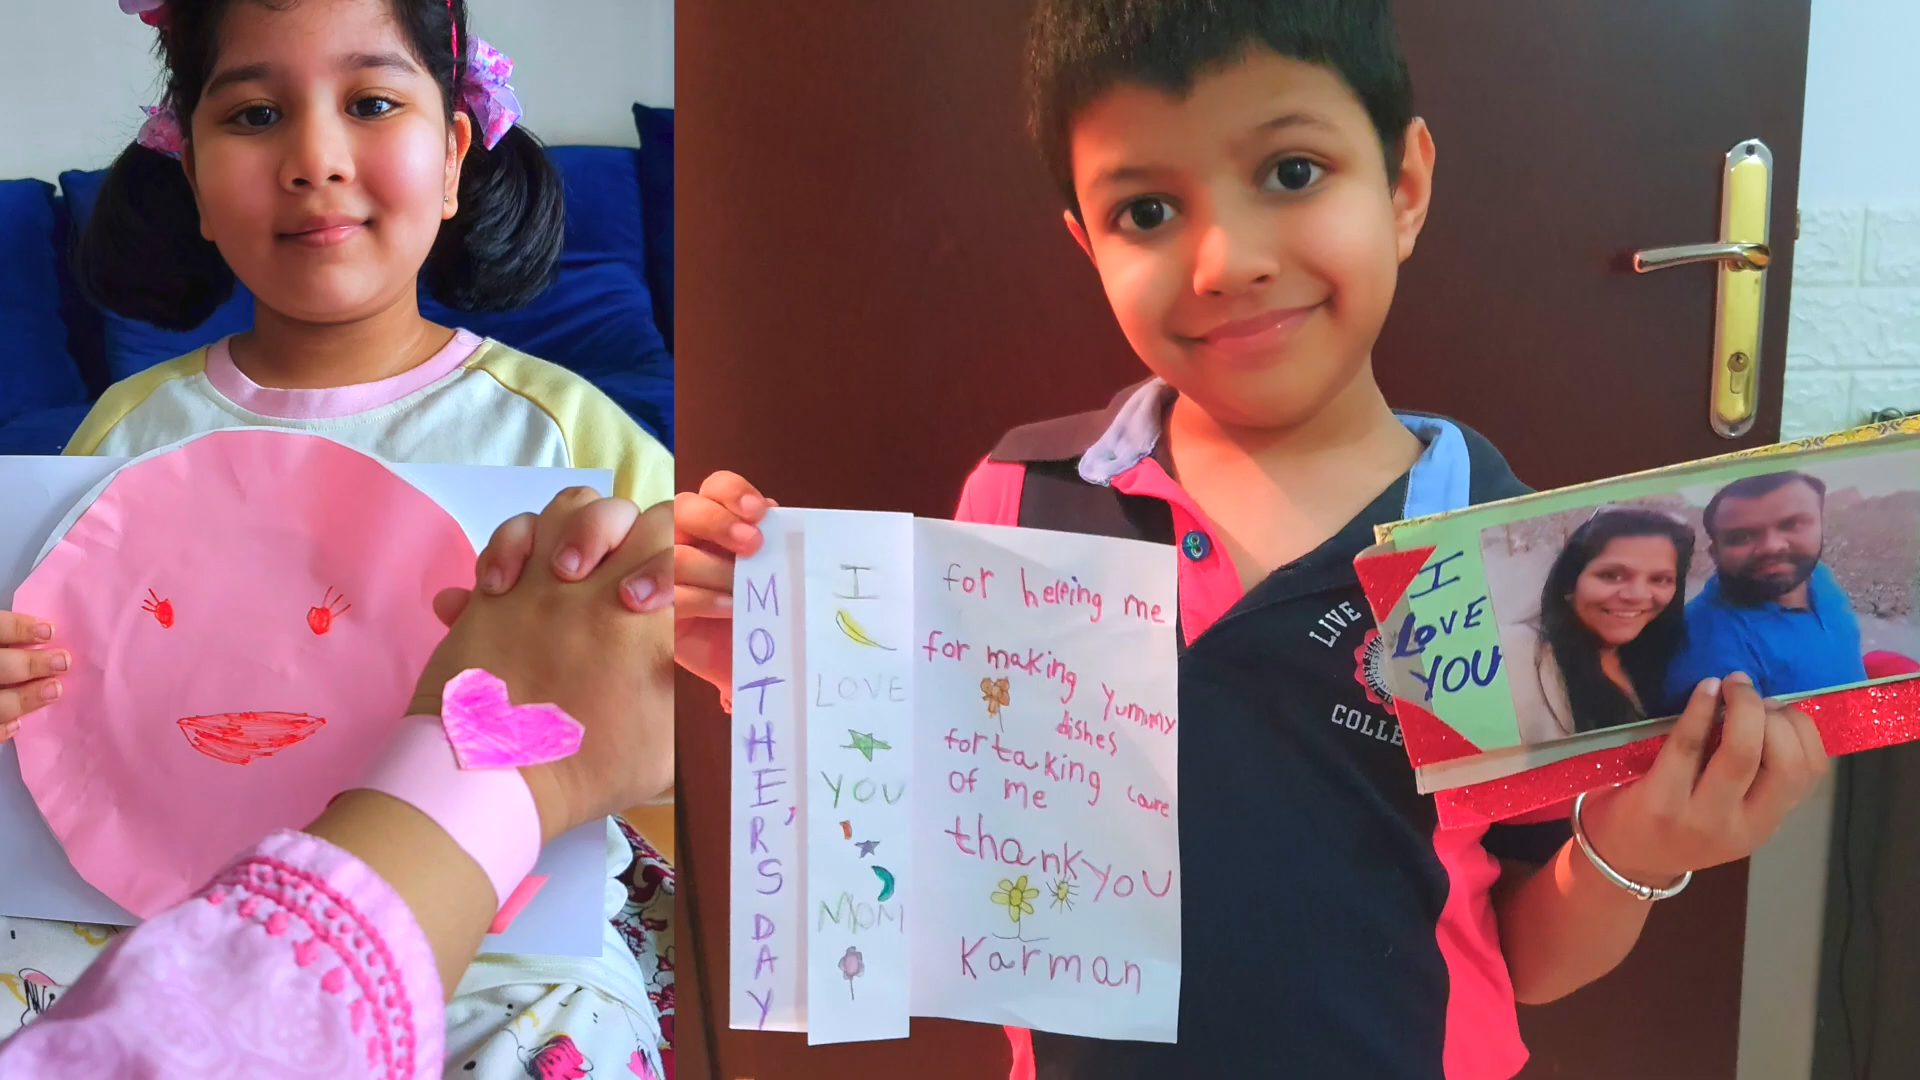 MOTHER'S DAY
I
LOVE
YOU
MOM
for helping me
for making yummy
dishes
for taking care
of me
thankyou
Karman
LIVE
COLLE
I
LOVE
YOU